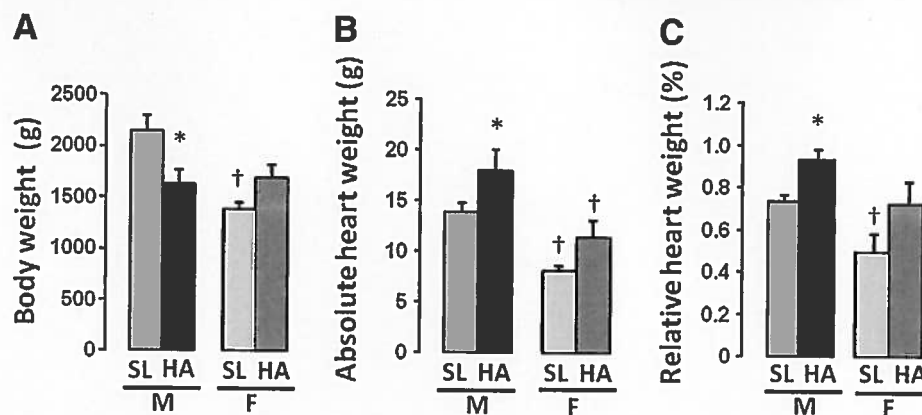 A
Body weight (g)
2500
2000
1500
1000
500
0
*
†
SL HA SL HA
M F
B
Absolute heart weight (g)
25
20
15
10
5
0
*
†
†
SL HA SL HA
M F
C
Relative heart weight (%)
1.2
1.0
0.8
0.6
0.4
0.2
0
*
†
SL HA SL HA
M F